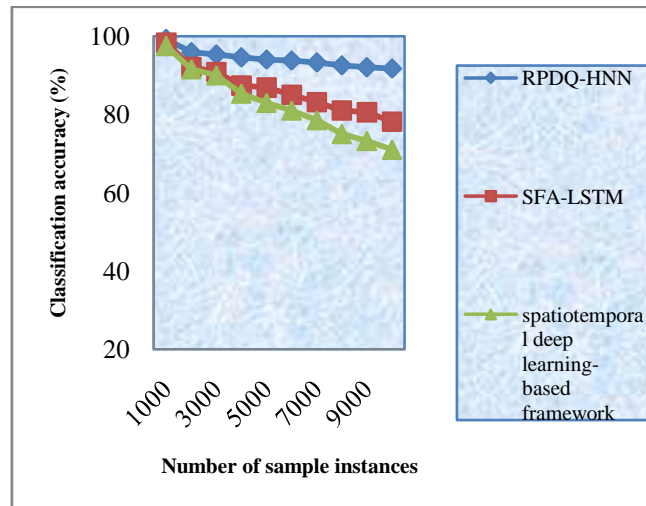 Classification accuracy (%)
100
80
60
40
20
1000
3000
5000
7000
9000
Number of sample instances
RPDQ-HNN
SFA-LSTM
spatiotempora
l deep
learning-
based
framework